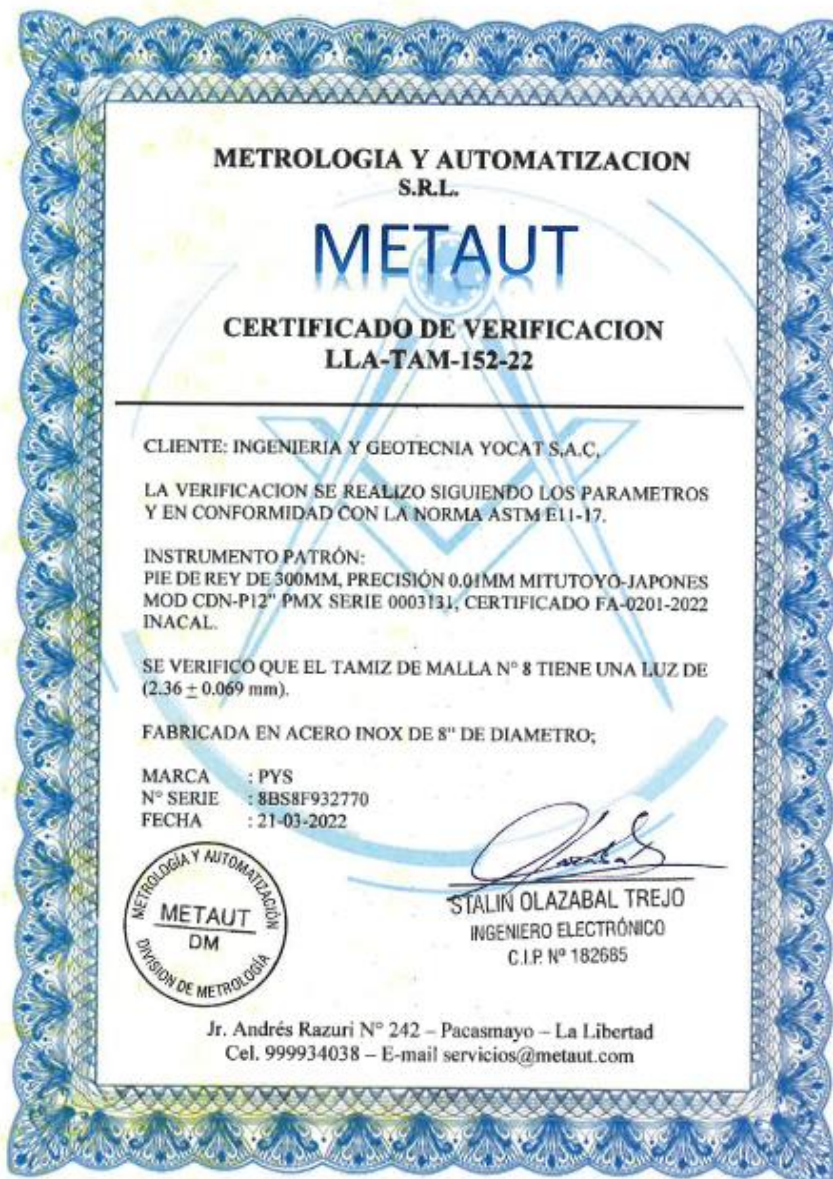 METROLOGIA Y AUTOMATIZACION
S.R.L.
METAUT
CERTIFICADO DE VERIFICACION
LLA-TAM-152-22
CLIENTE: INGENIERIA Y GEOTECNIA YOCAT S,A.C,
LA VERIFICACION SE REALIZO SIGUIENDO LOS PARAMETROS
Y EN CONFORMIDAD CON LA NORMA ASTM E11-17.
INSTRUMENTO PATRÓN:
PIE DE REY DE 300MM, PRECISIÓN 0.01MM MITUTOYO-JAPONES
MOD CDN-P12" PMX SERIE 0003131, CERTIFICADO FA-0201-2022
INACAL.
SE VERIFICO QUE EL TAMIZ DE MALLA N° 8 TIENE UNA LUZ DE
(2.36 ± 0.069 mm).
FABRICADA EN ACERO INOX DE 8" DE DIAMETRO;
MARCA : PYS
N° SERIE : 8BS8F932770
FECHA : 21-03-2022
METROLOGÍA Y AUTOMATIZACIÓN
METAUT
DM
DIVISIÓN DE METROLOGÍA
STALIN OLAZABAL TREJO
INGENIERO ELECTRÓNICO
C.I.P. Nº 182685
Jr. Andrés Razuri N° 242 – Pacasmayo – La Libertad
Cel. 999934038 – E-mail servicios@metaut.com